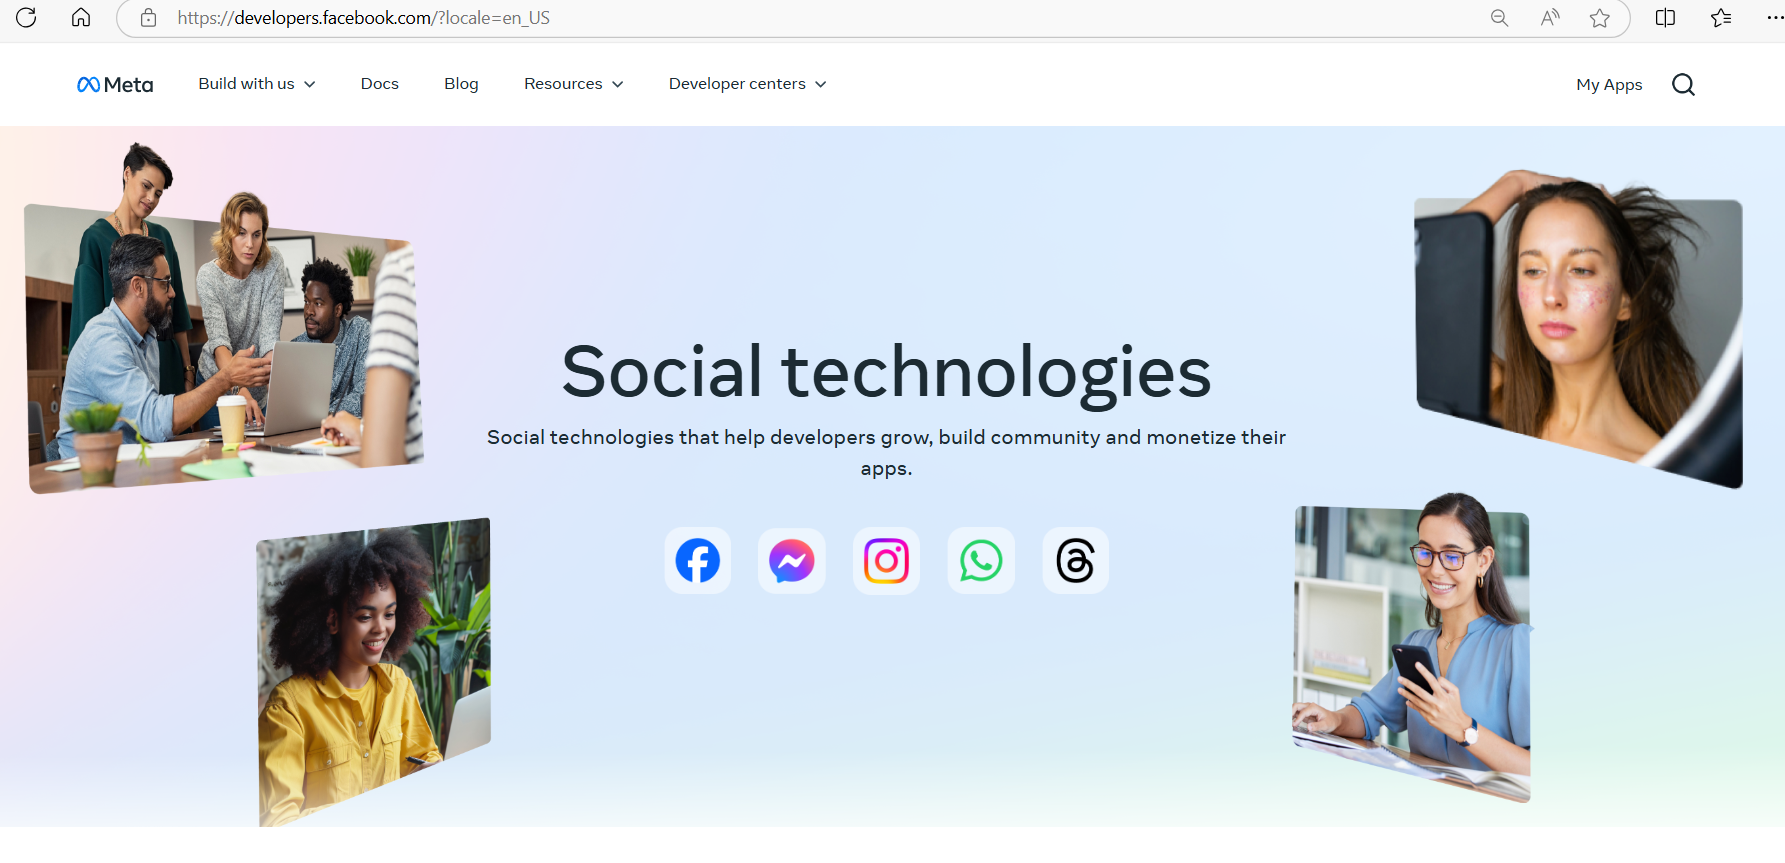 https://developers.facebook.com/?locale=en_US
Meta
Build with us
Docs
Blog
Resources
Developer centers
My Apps
Social technologies
Social technologies that help developers grow, build community and monetize their
apps.